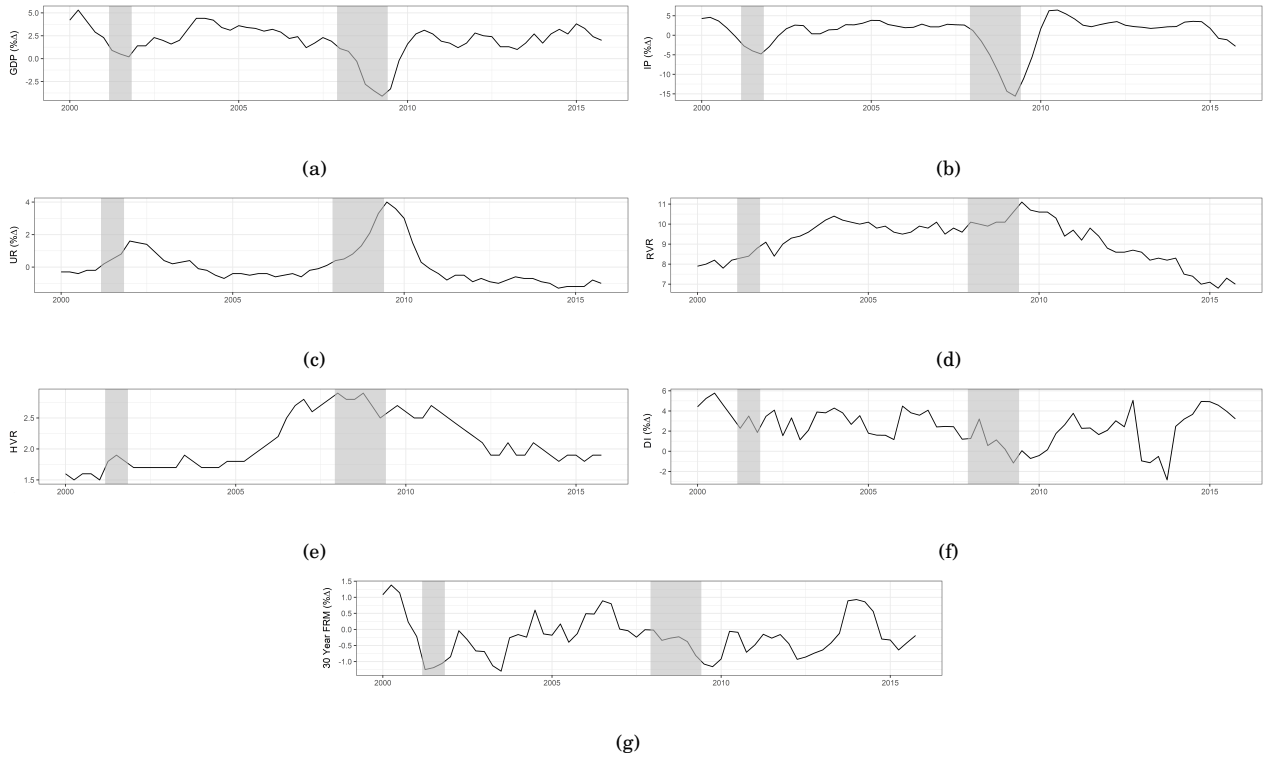 GDP (%Δ)
5.0
2.5
0.0
-2.5
2000 2005 2010 2015
(a)
IP (%Δ)
5
0
-5
-10
-15
2000 2005 2010 2015
(b)
UR (%Δ)
4
2
0
2000 2005 2010 2015
(c)
RVR
11
10
9
8
7
2000 2005 2010 2015
(d)
HVR
2.5
2.0
1.5
2000 2005 2010 2015
(e)
DI (%Δ)
6
4
2
0
-2
2000 2005 2010 2015
(f)
30 Year FRM (%Δ)
1.5
1.0
0.5
0.0
-0.5
-1.0
2000 2005 2010 2015
(g)